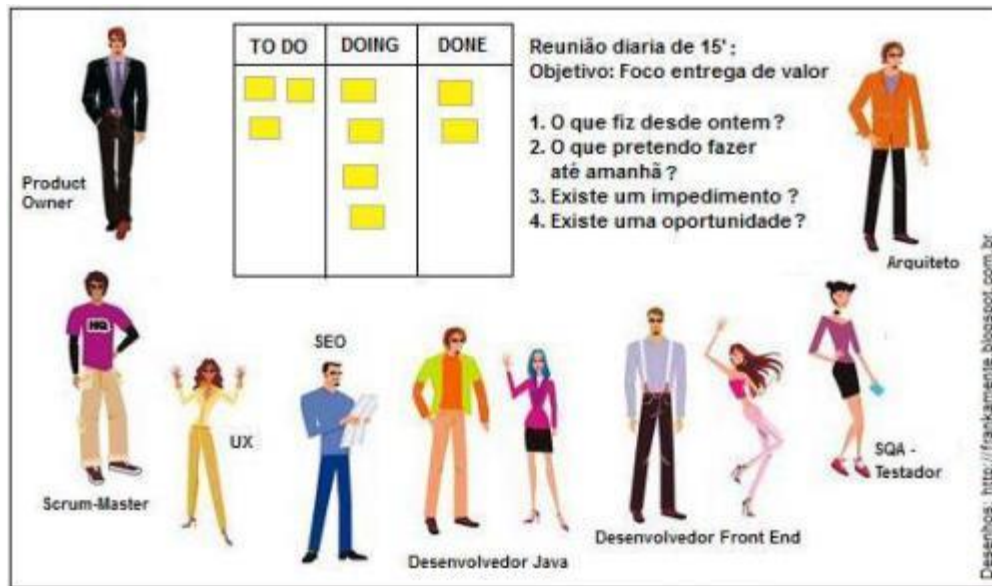 TO DO
DOING
DONE
Reunião diaria de 15' :
Objetivo: Foco entrega de valor
1. O que fiz desde ontem ?
2. O que pretendo fazer
até amanhã ?
3. Existe um impedimento ?
4. Existe uma oportunidade ?
Product
Owner
Arquiteto
HQ
Scrum-Master
UX
SEO
Desenvolvedor Java
Desenvolvedor Front End
SQA -
Testador
Desenhos: http://frankamente.blogspot.com.br